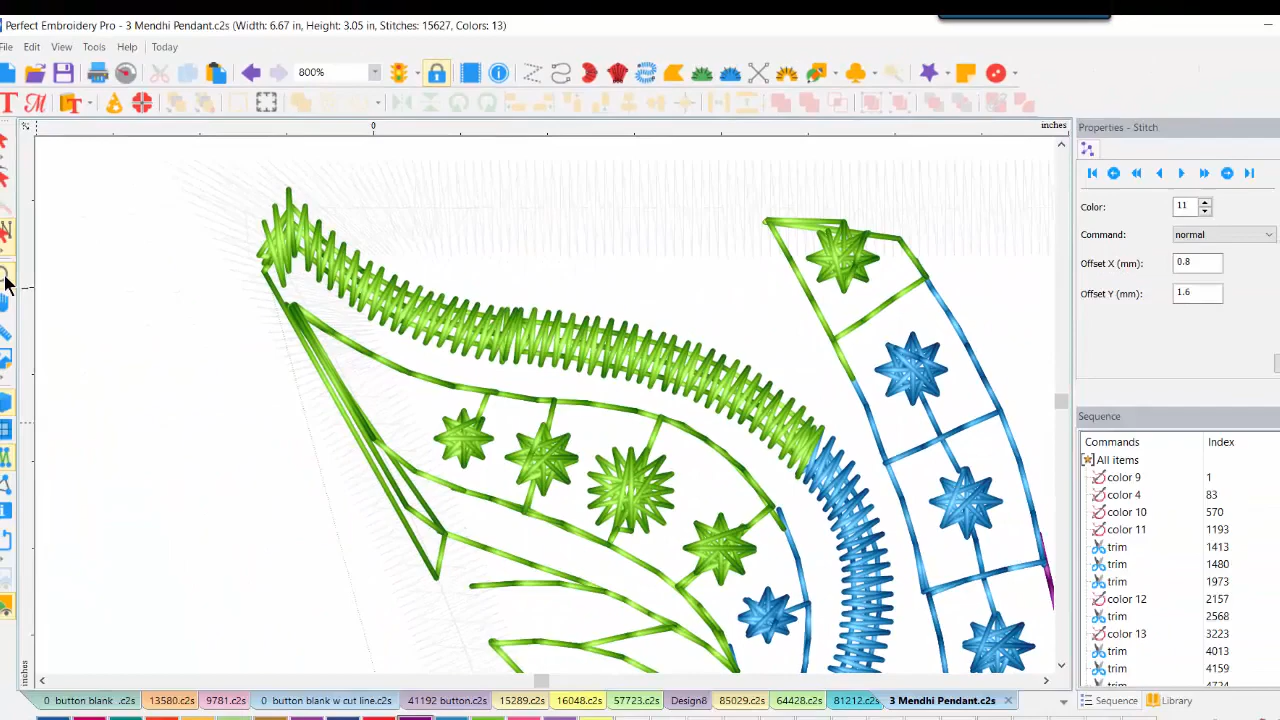 Perfect Embroidery Pro - 3 Mendhi Pendant.c2s (Width: 6.67 in, Height: 3.05 in, Stitches: 15627, Colors: 13)
File Edit View Tools Help Today
800%
0 inches
Properties - Stitch
Color: 11
Command: normal
Offset X (mm): 0.8
Offset Y (mm): 1.6
Sequence
Commands Index
All items
color 9 1
color 4 83
color 10 570
color 11 1193
trim 1413
trim 1480
trim 1973
color 12 2157
trim 2568
color 13 3223
trim 4013
trim 4159
trim 4724
inches
0 button blank .c2s 13580.c2s 9781.c2s 0 button blank w cut line.c2s 41192 button.c2s 15289.c2s 16048.c2s 57723.c2s Design8 85029.c2s 64428.c2s 81212.c2s 3 Mendhi Pendant.c2s Sequence Library